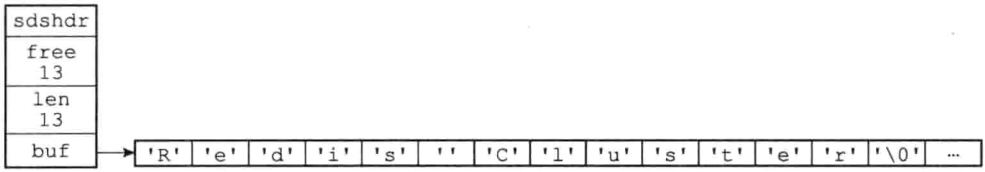 sdshdr
free
13
len
13
buf
'R' 'e' 'd' 'i' 's' '' 'C' 'l' 'u' 's' 't' 'e' 'r' '\0' …